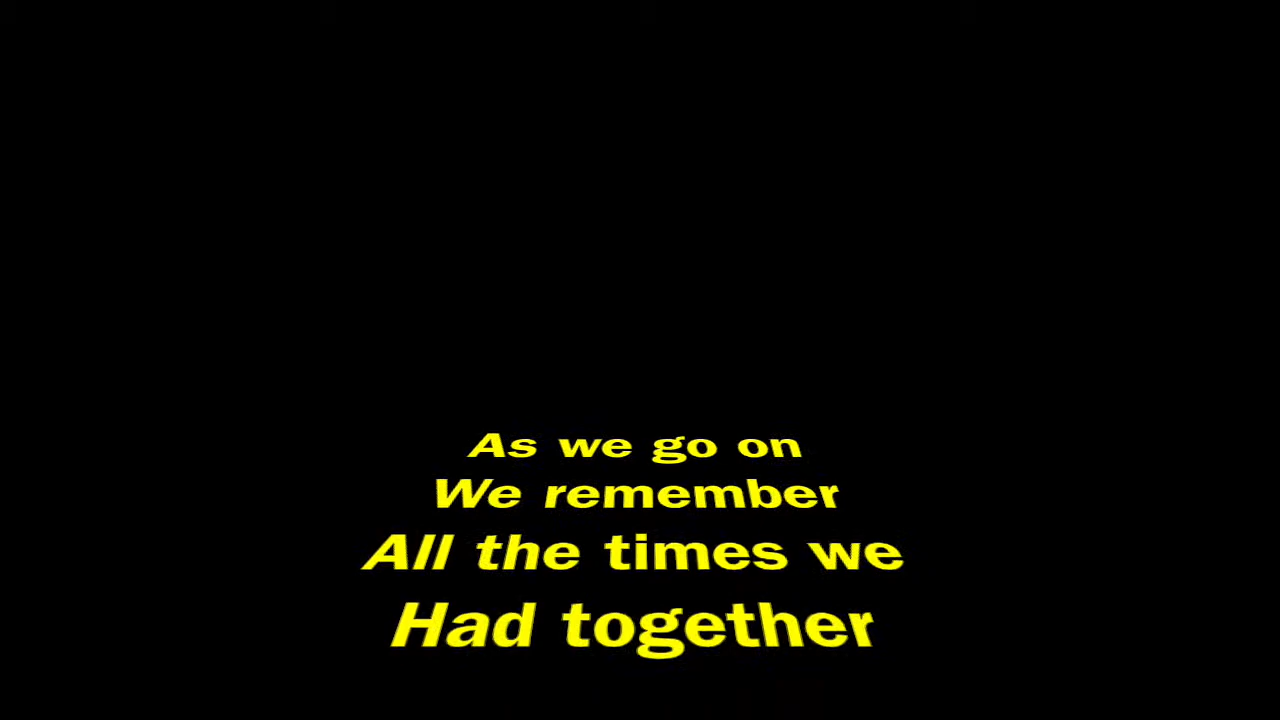 As we go on
We remember
All the times we
Had together